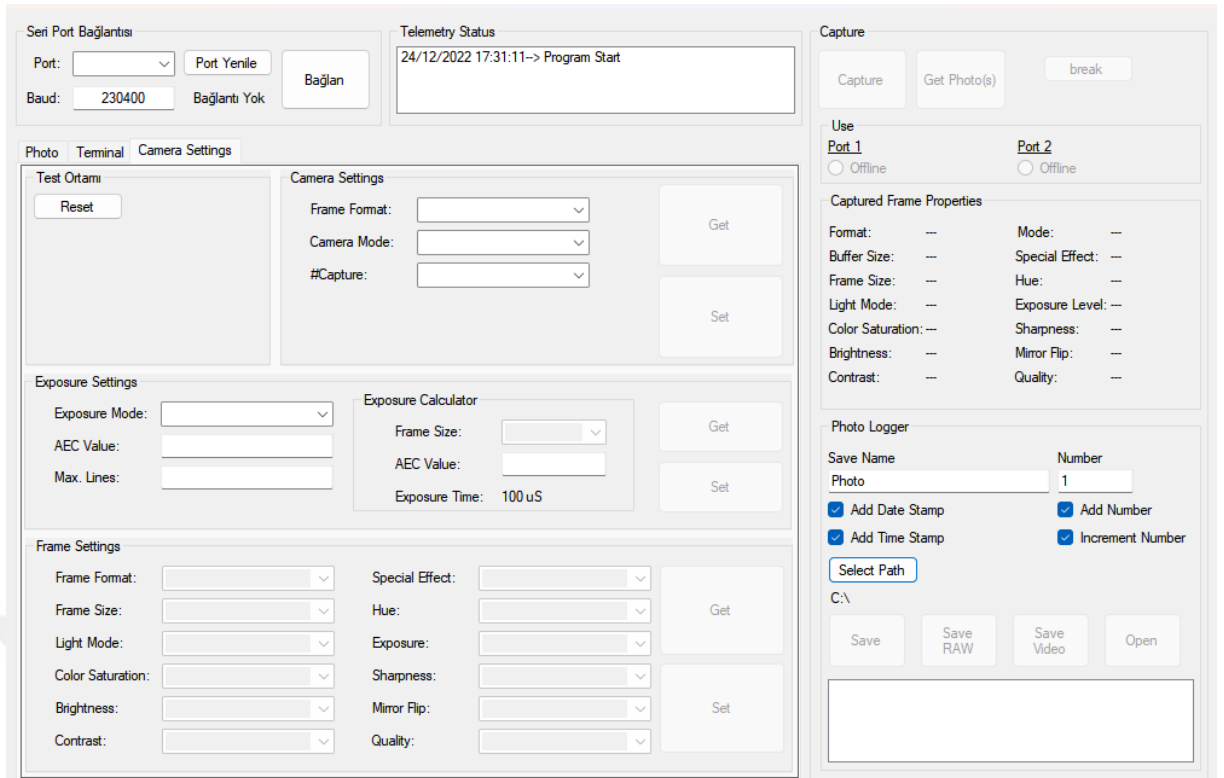 Seri Port Bağlantısı
Port:
Port Yenile
Bağlan
Baud:
230400
Bağlantı Yok
Telemetry Status
24/12/2022 17:31:11--> Program Start
Photo
Terminal
Camera Settings
Test Ortamı
Reset
Camera Settings
Frame Format:
Camera Mode:
#Capture:
Get
Set
Exposure Settings
Exposure Mode:
AEC Value:
Max. Lines:
Exposure Calculator
Frame Size:
AEC Value:
Exposure Time: 100 uS
Get
Set
Frame Settings
Frame Format:
Frame Size:
Light Mode:
Color Saturation:
Brightness:
Contrast:
Special Effect:
Hue:
Exposure:
Sharpness:
Mirror Flip:
Quality:
Get
Set
Capture
Capture
Get Photo(s)
break
Use
Port 1
Port 2
Offline
Offline
Captured Frame Properties
Format: --- Mode: ---
Buffer Size: --- Special Effect: ---
Frame Size: --- Hue: ---
Light Mode: --- Exposure Level: ---
Color Saturation: --- Sharpness: ---
Brightness: --- Mirror Flip: ---
Contrast: --- Quality: ---
Photo Logger
Save Name
Number
Photo
1
Add Date Stamp
Add Number
Add Time Stamp
Increment Number
Select Path
C:\
Save
Save
RAW
Save
Video
Open